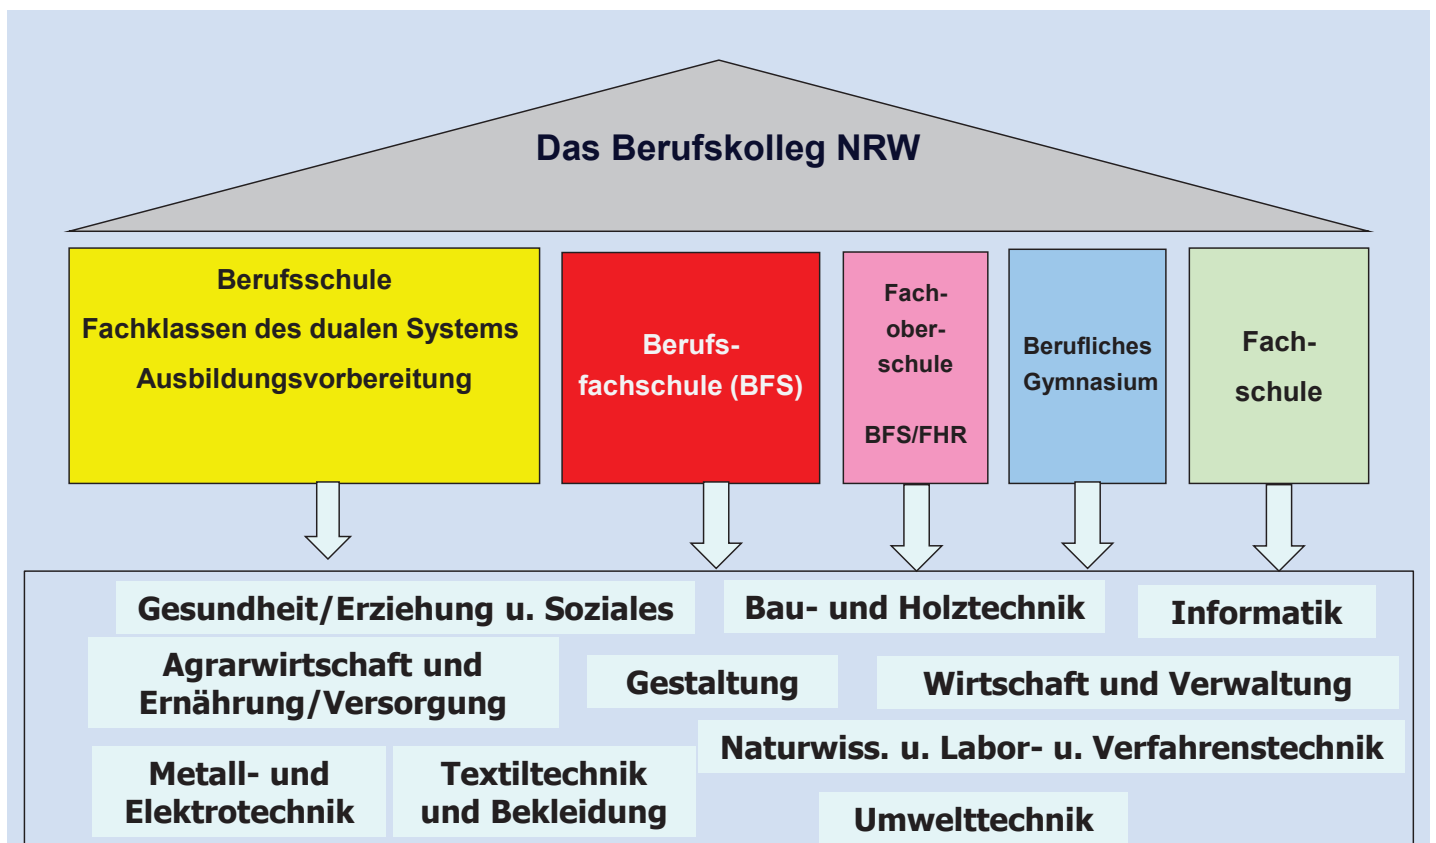 Das Berufskolleg NRW
Berufsschule
Fachklassen des dualen Systems
Ausbildungsvorbereitung
Berufs-
fachschule (BFS)
Fach-
ober-
schule
BFS/FHR
Berufliches
Gymnasium
Fach-
schule
Gesundheit/Erziehung u. Soziales
Bau- und Holztechnik
Informatik
Agrarwirtschaft und
Ernährung/Versorgung
Gestaltung
Wirtschaft und Verwaltung
Naturwiss. u. Labor- u. Verfahrenstechnik
Metall- und
Elektrotechnik
Textiltechnik
und Bekleidung
Umwelttechnik